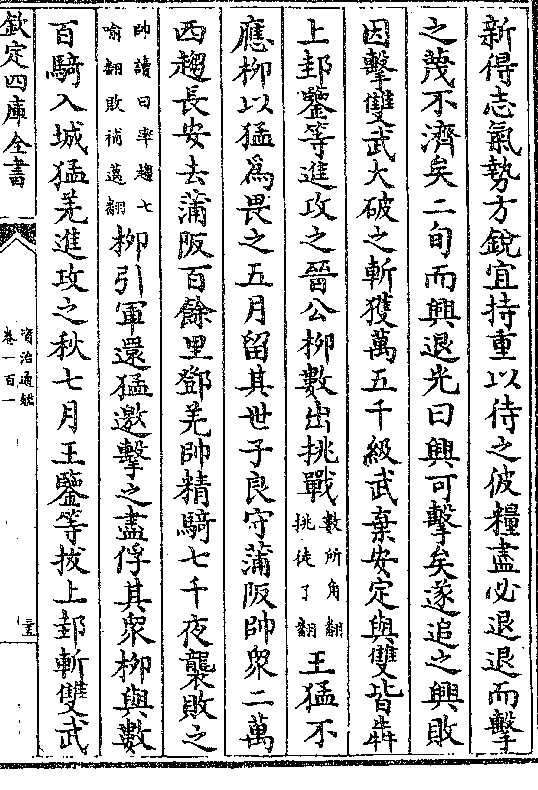 新得志氣勢方銳宜持重以待之彼糧盡必退退而擊
之蔑不濟矣二旬而興退光曰興可擊矣遂追之興敗
因擊雙武大破之斬獲萬五千級武棄安定與雙皆犇
上邽鑒等進攻之晉公柳數出挑戰數所角翻挑徒了翻王猛不
應柳以猛爲畏之五月留其世子良守蒲阪帥衆二萬
西趨長安去蒲阪百餘里鄧羌帥精騎七千夜襲敗之
帥讀曰率趨七喻翻敗補邁翻柳引軍還猛邀擊之盡俘其衆柳與數
百騎入城猛羌進攻之秋七月王鑒等拔上邽斬雙武
欽定四庫全書
資治通鑑
卷一百一